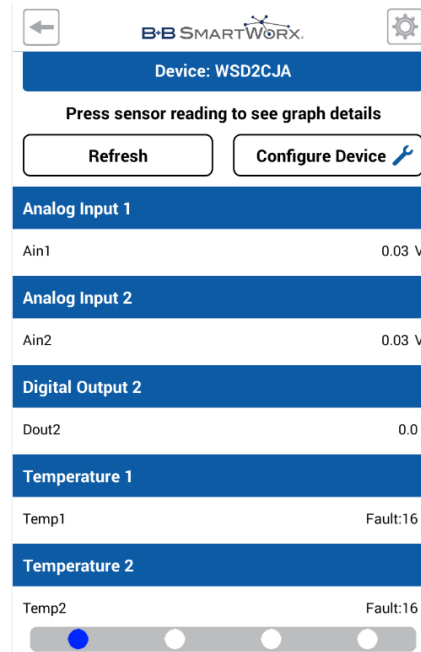 B+B SMARTWORX.
Device: WSD2CJA
Press sensor reading to see graph details
Refresh
Configure Device
Analog Input 1
Ain1 0.03 V
Analog Input 2
Ain2 0.03 V
Digital Output 2
Dout2 0.0
Temperature 1
Temp1 Fault:16
Temperature 2
Temp2 Fault:16